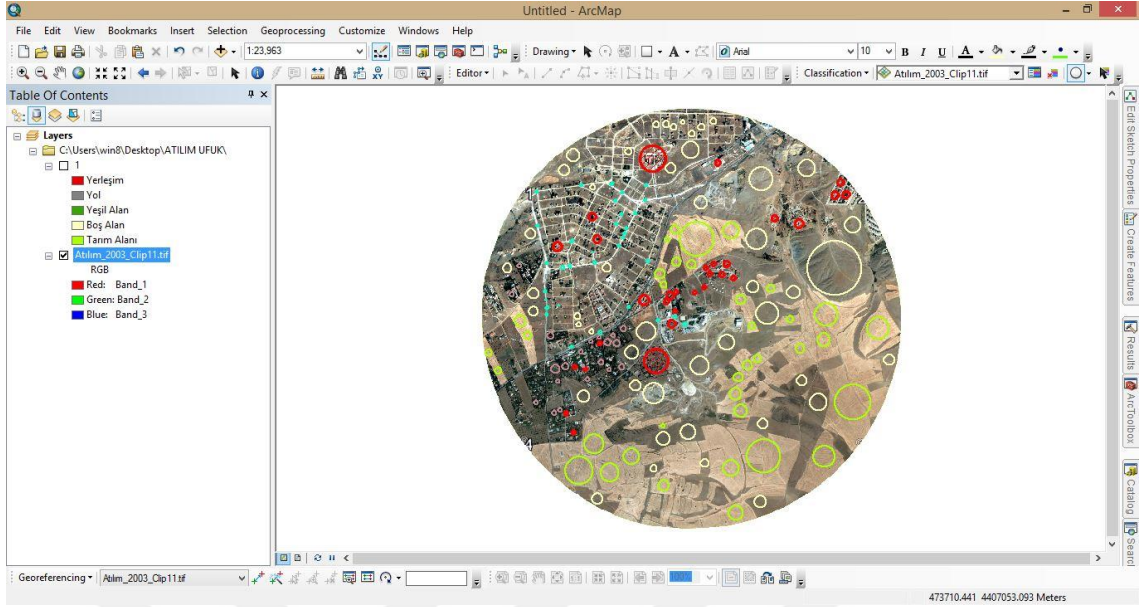 Untitled - ArcMap
File Edit View Bookmarks Insert Selection Geoprocessing Customize Windows Help
1:23,963 Drawing Arial 10 B I U A
Editor Classification Atılım_2003_Clip11.tif
Table Of Contents
Layers
C:\Users\win8\Desktop\ATILIM UFUK\
1
Yerleşim
Yol
Yeşil Alan
Boş Alan
Tarım Alanı
Atılım_2003_Clip11.tif
RGB
Red: Band_1
Green: Band_2
Blue: Band_3
Edit Sketch Properties
Create Features
Results
ArcToolbox
Catalog
Search
Georeferencing Atılım_2003_Clip11.tif 100%
473710.441 4407053.093 Meters